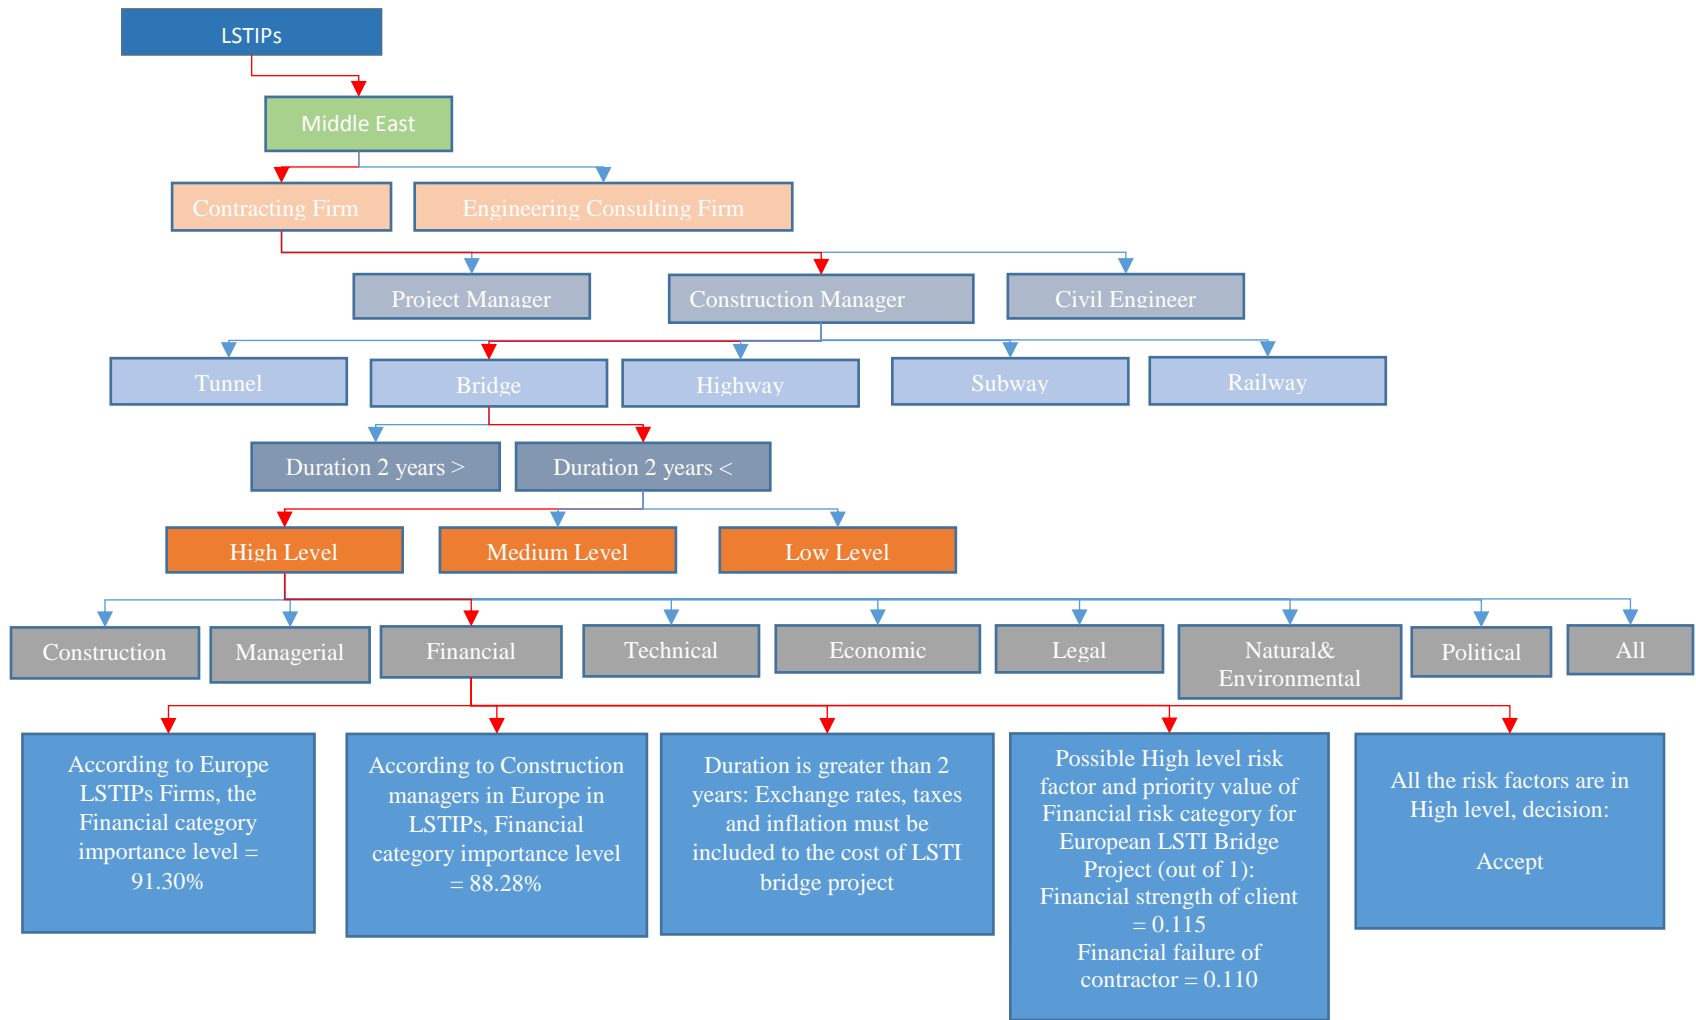 LSTIPs
Middle East
Contracting Firm
Engineering Consulting Firm
Project Manager
Construction Manager
Civil Engineer
Tunnel
Bridge
Highway
Subway
Railway
Duration 2 years >
Duration 2 years <
High Level
Medium Level
Low Level
Construction
Managerial
Financial
Technical
Economic
Legal
Natural&
Environmental
Political
All
According to Europe
LSTIPs Firms, the
Financial category
importance level =
91.30%
According to Construction
managers in Europe in
LSTIPs, Financial
category importance level
= 88.28%
Duration is greater than 2
years: Exchange rates, taxes
and inflation must be
included to the cost of LSTI
bridge project
Possible High level risk
factor and priority value of
Financial risk category for
European LSTI Bridge
Project (out of 1):
Financial strength of client
= 0.115
Financial failure of
contractor = 0.110
All the risk factors are in
High level, decision:
Accept